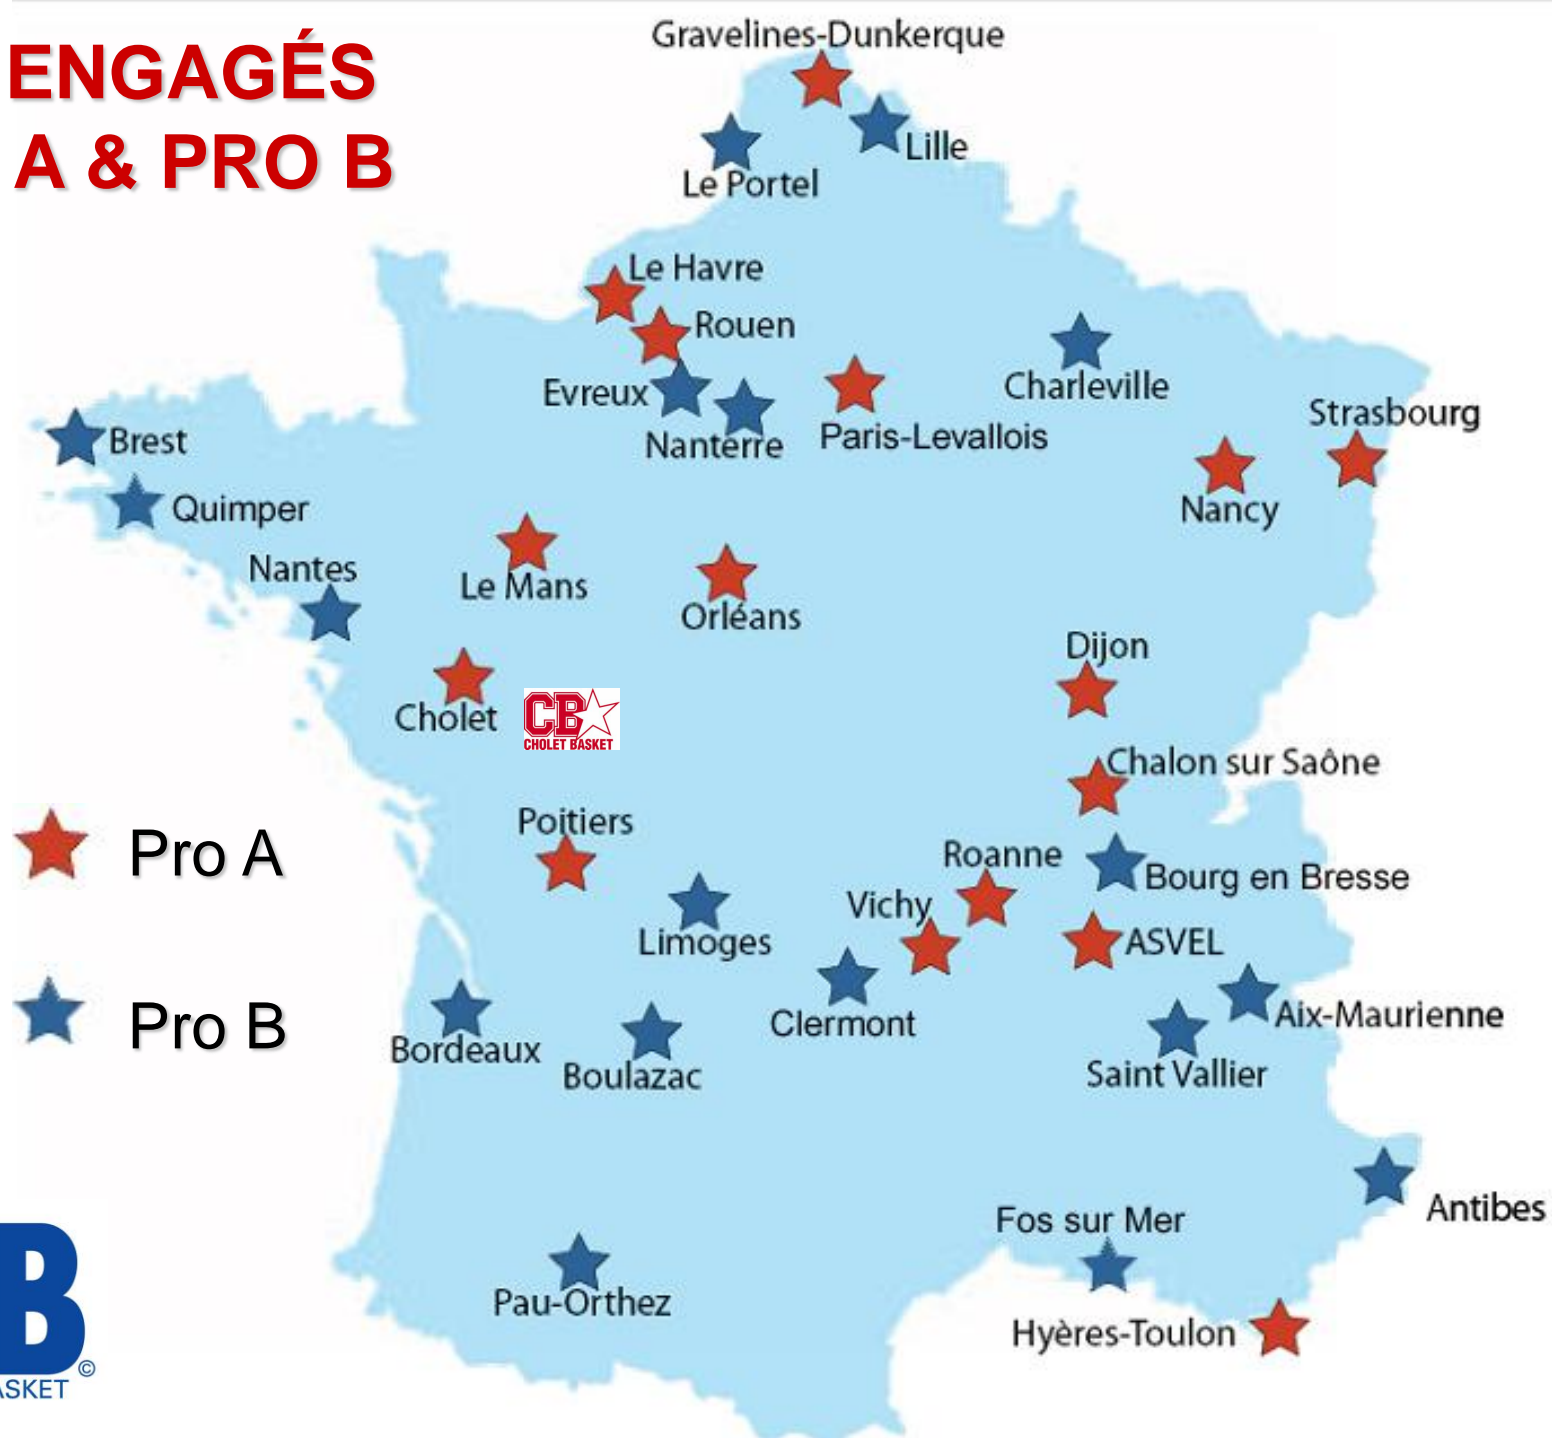 ENGAGÉS
A & PRO B
Gravelines-Dunkerque
Lille
Le Portel
Le Havre
Rouen
Evreux
Nanterre
Paris-Levallois
Charleville
Strasbourg
Nancy
Brest
Quimper
Nantes
Le Mans
Orléans
Dijon
Cholet
CB
CHOLET BASKET
Chalon sur Saône
Poitiers
Pro A
Roanne
Bourg en Bresse
Vichy
Limoges
ASVEL
Clermont
Aix-Maurienne
Pro B
Bordeaux
Boulazac
Saint Vallier
Antibes
Fos sur Mer
Pau-Orthez
Hyères-Toulon
B
©
ASKET